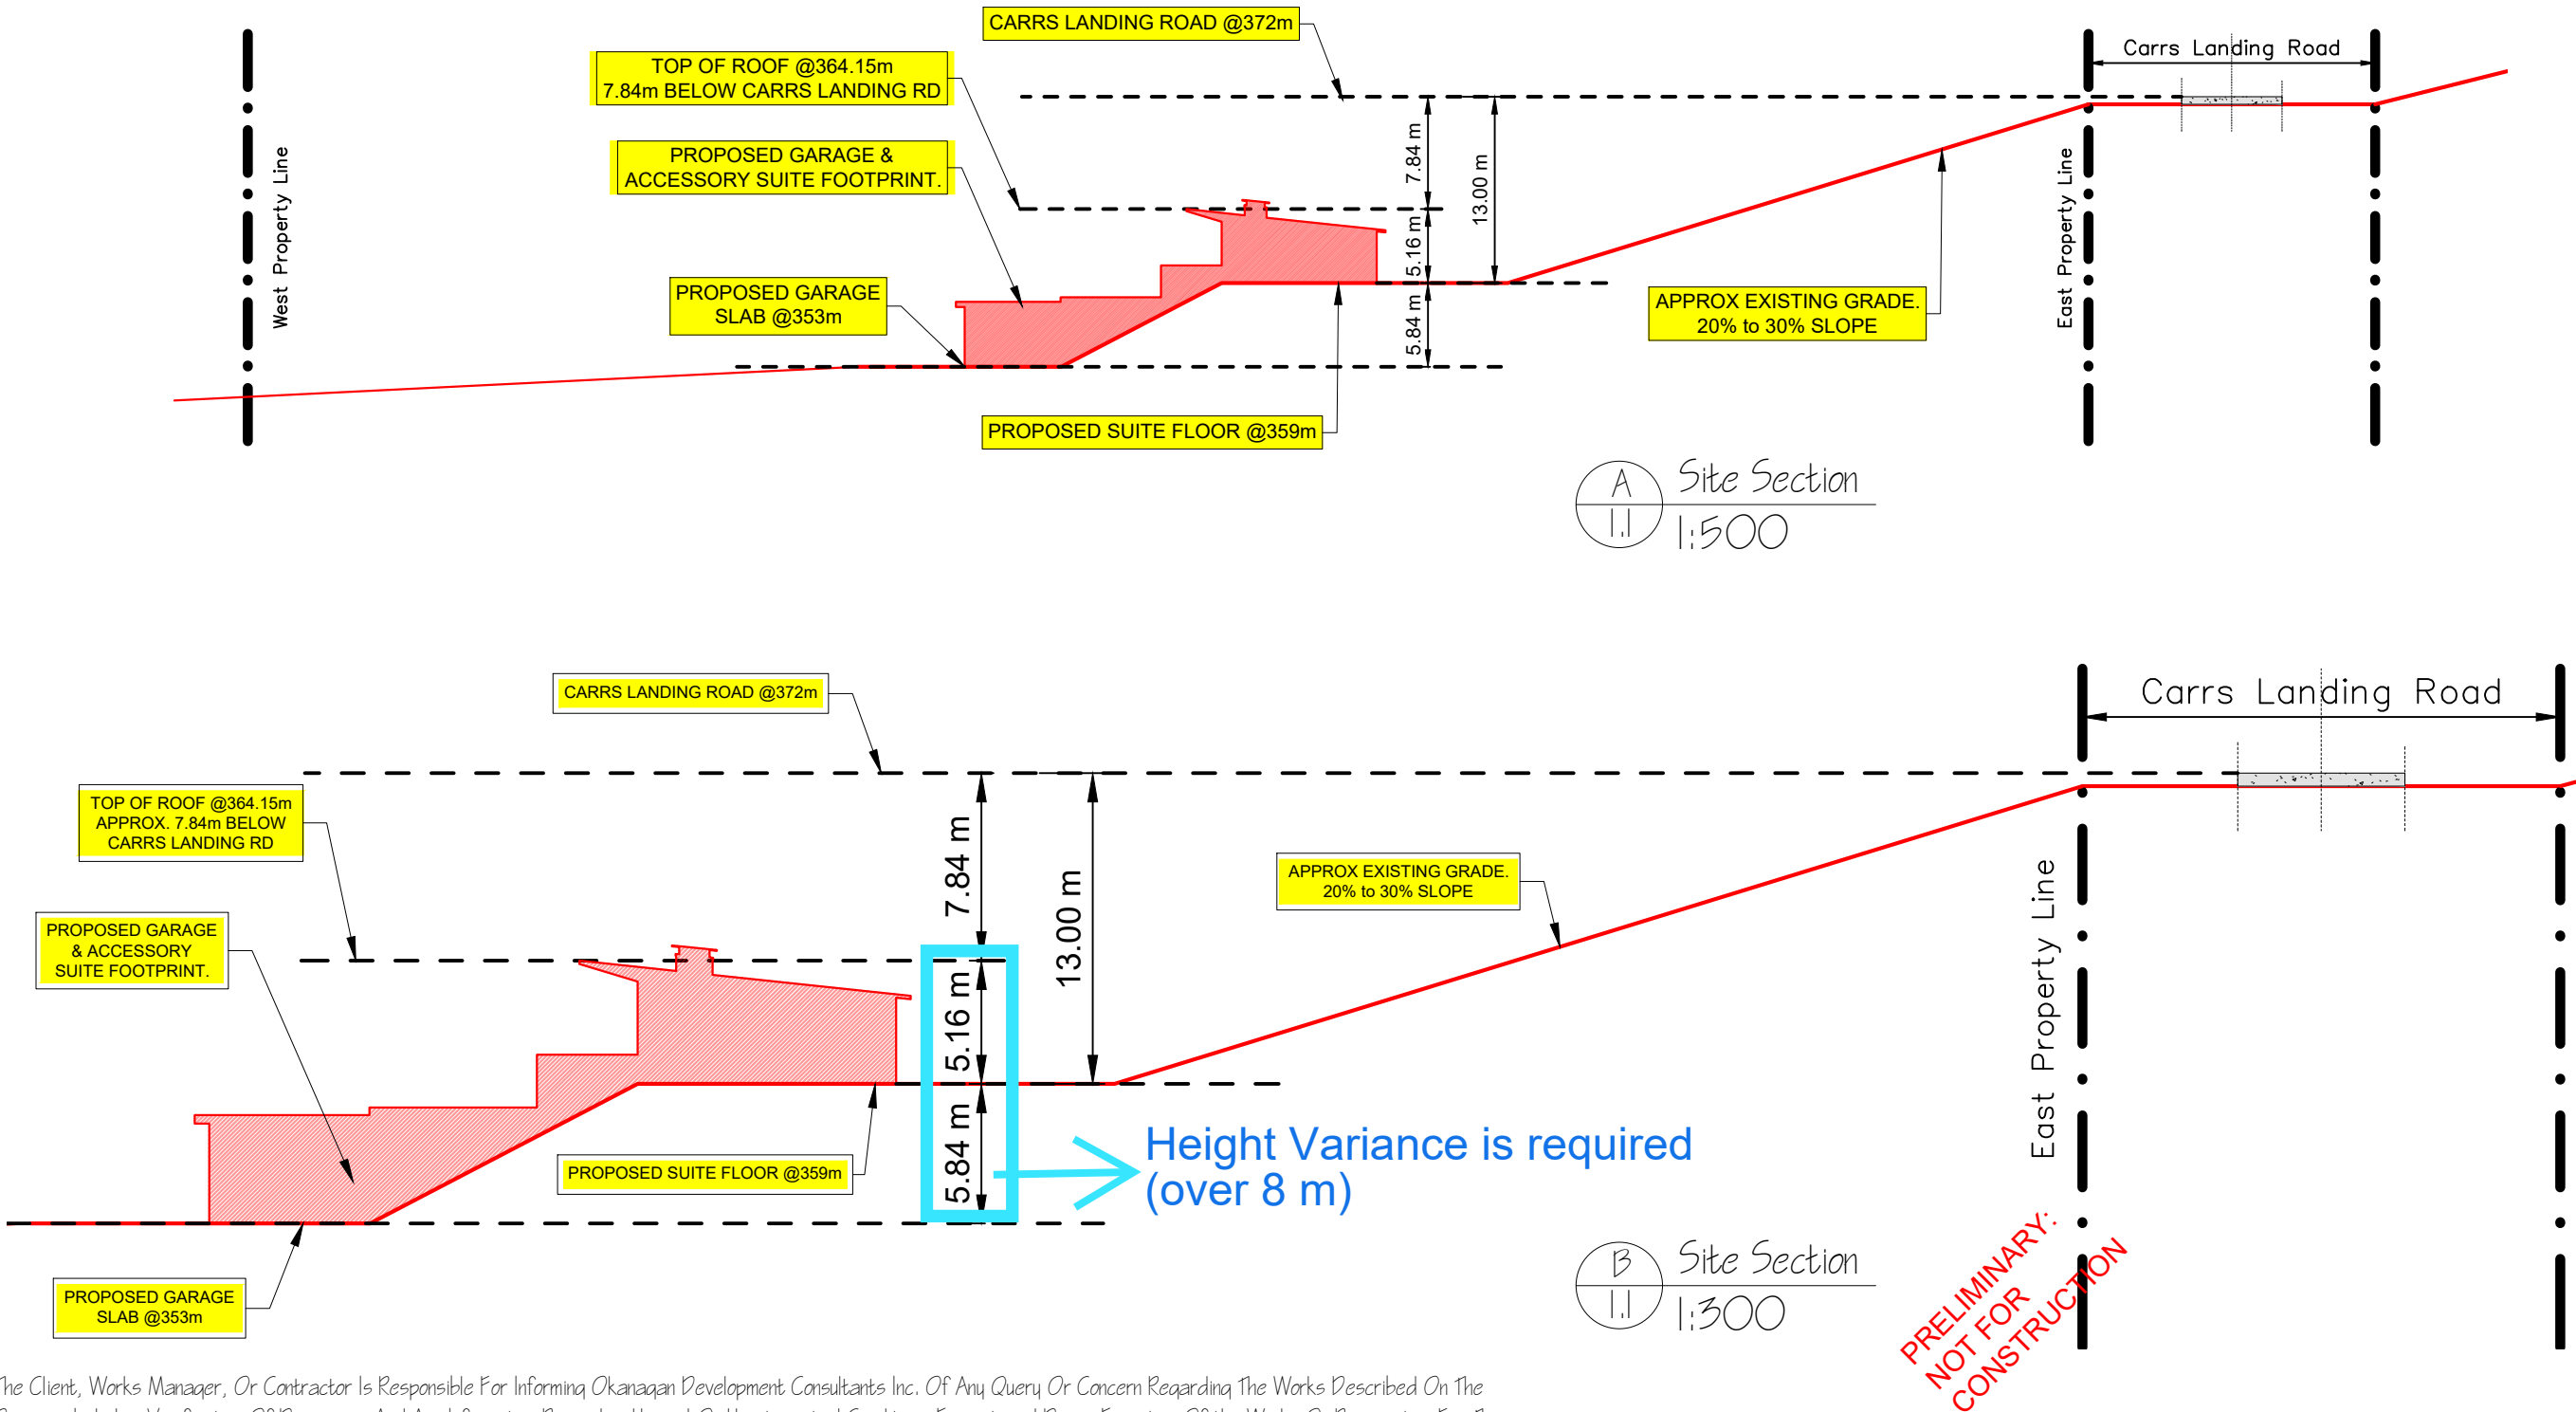 CARRS LANDING ROAD @372m
Carrs Landing Road
TOP OF ROOF @364.15m
7.84m BELOW CARRS LANDING RD
PROPOSED GARAGE &
ACCESSORY SUITE FOOTPRINT.
West Property Line
7.84 m
13.00 m
5.16 m
5.84 m
East Property Line
PROPOSED GARAGE
SLAB @353m
APPROX EXISTING GRADE.
20% to 30% SLOPE
PROPOSED SUITE FLOOR @359m
A
1.1
Site Section
1:500
CARRS LANDING ROAD @372m
Carrs Landing Road
TOP OF ROOF @364.15m
APPROX. 7.84m BELOW
CARRS LANDING RD
7.84 m
13.00 m
5.16 m
5.84 m
APPROX EXISTING GRADE.
20% to 30% SLOPE
East Property Line
PROPOSED GARAGE
& ACCESSORY
SUITE FOOTPRINT.
PROPOSED SUITE FLOOR @359m
Height Variance is required
(over 8 m)
PROPOSED GARAGE
SLAB @353m
B
1.1
Site Section
1:300
PRELIMINARY:
NOT FOR
CONSTRUCTION
The Client, Works Manager, Or Contractor Is Responsible For Informing Okanagan Development Consultants Inc. Of Any Query Or Concern Regarding The Works Described On The